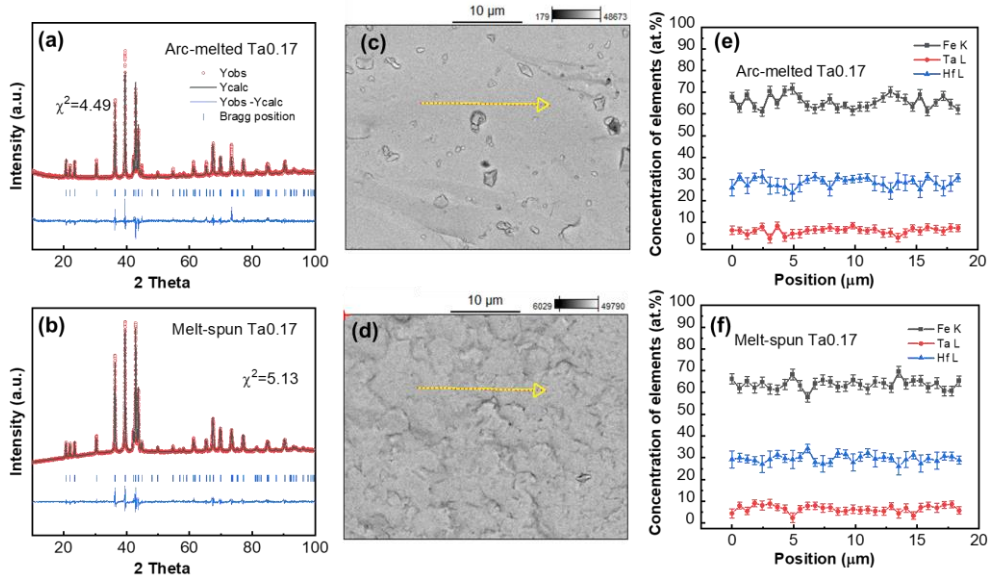 (a)
Arc-melted Ta0.17
χ²=4.49
Yobs
Ycalc
Yobs -Ycalc
Bragg position
Intensity (a.u.)
20 40 60 80 100
2 Theta
(b)
Melt-spun Ta0.17
χ²=5.13
Intensity (a.u.)
20 40 60 80 100
2 Theta
10 μm
179 48673
(c)
10 μm
6029 49790
(d)
(e)
Fe K
Ta L
Hf L
Arc-melted Ta0.17
Concentration of elements (at.%)
100
90
80
70
60
50
40
30
20
10
0
0 5 10 15 20
Position (μm)
(f)
Fe K
Ta L
Hf L
Melt-spun Ta0.17
Concentration of elements (at.%)
100
90
80
70
60
50
40
30
20
10
0
0 5 10 15 20
Position (μm)